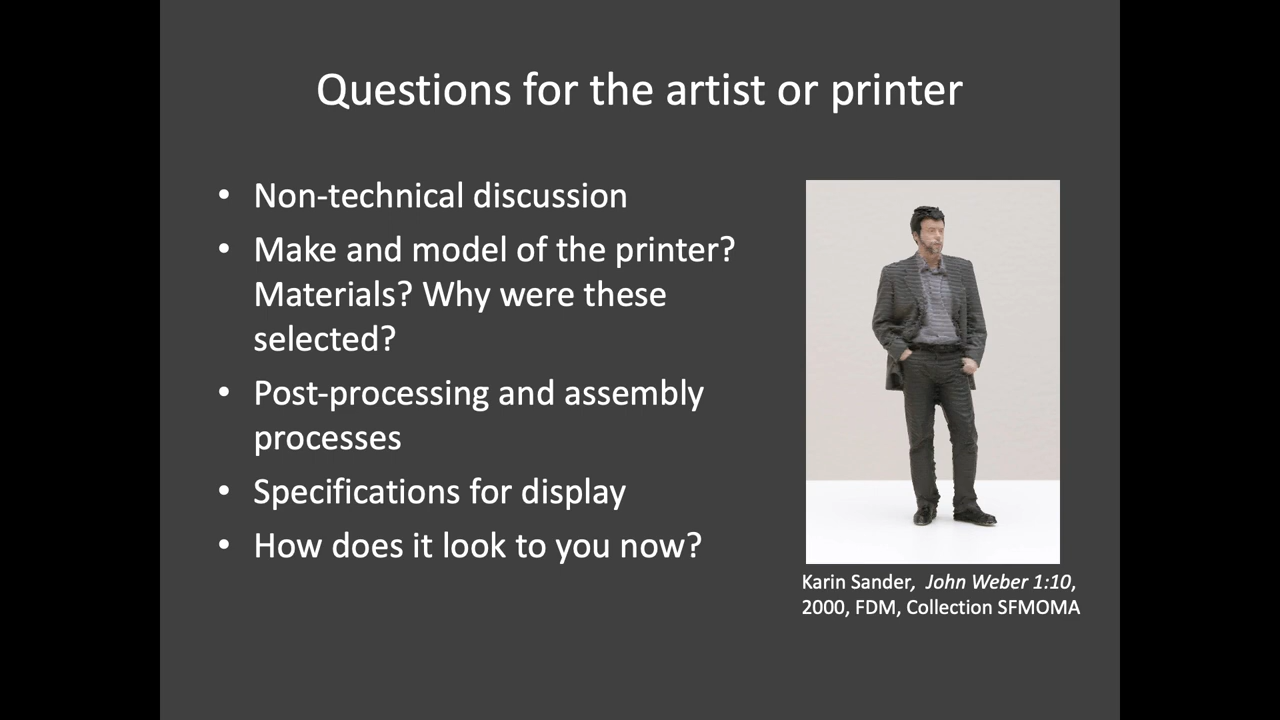 Questions for the artist or printer
• Non-technical discussion
• Make and model of the printer?
Materials? Why were these
selected?
• Post-processing and assembly
processes
• Specifications for display
• How does it look to you now?
Karin Sander, John Weber 1:10,
2000, FDM, Collection SFMOMA